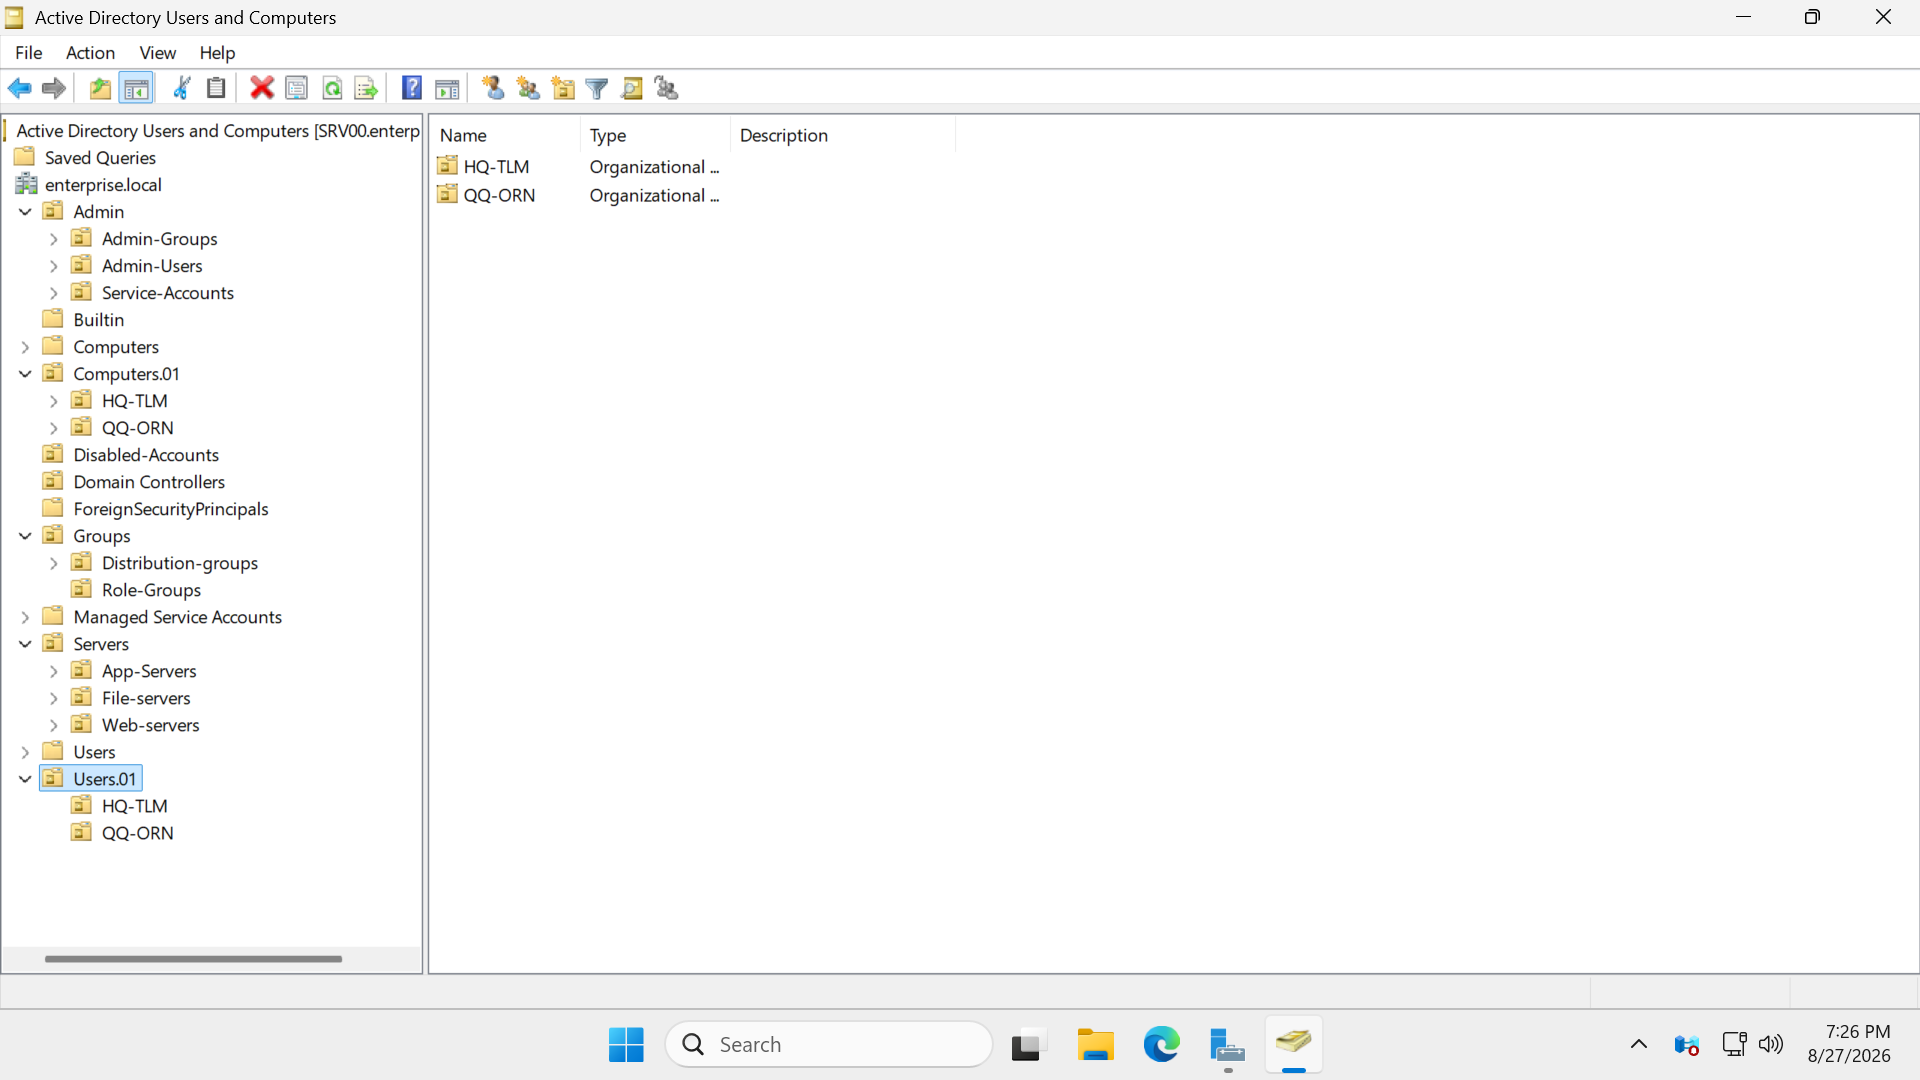 Active Directory Users and Computers
File Action View Help
Active Directory Users and Computers [SRV00.enterp
Saved Queries
enterprise.local
Admin
Admin-Groups
Admin-Users
Service-Accounts
Builtin
Computers
Computers.01
HQ-TLM
QQ-ORN
Disabled-Accounts
Domain Controllers
ForeignSecurityPrincipals
Groups
Distribution-groups
Role-Groups
Managed Service Accounts
Servers
App-Servers
File-servers
Web-servers
Users
Users.01
HQ-TLM
QQ-ORN
Name Type Description
HQ-TLM Organizational ...
QQ-ORN Organizational ...
Search
7:26 PM
8/27/2026